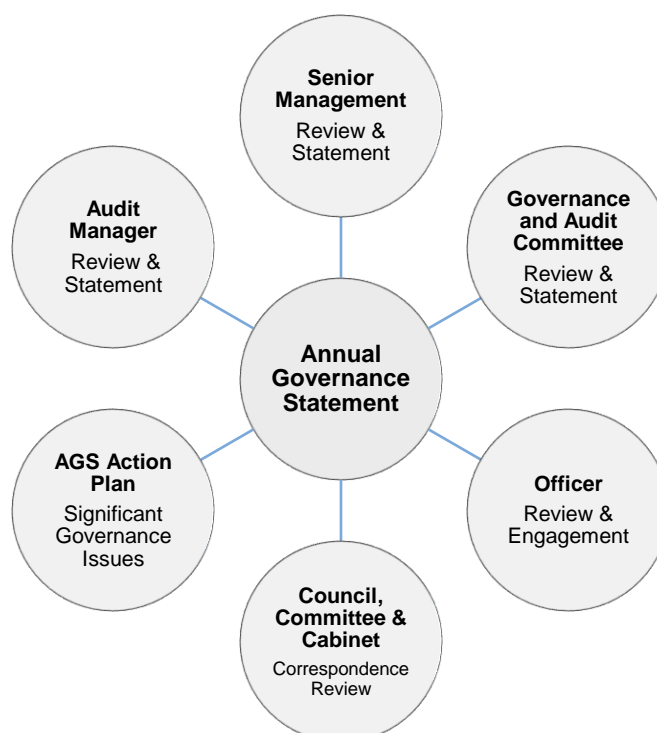 Senior
Management
Review &
Statement
Governance
and Audit
Committee
Review &
Statement
Officer
Review &
Engagement
Council,
Committee &
Cabinet
Correspondence
Review
AGS Action
Plan
Significant
Governance
Issues
Audit
Manager
Review &
Statement
Annual
Governance
Statement